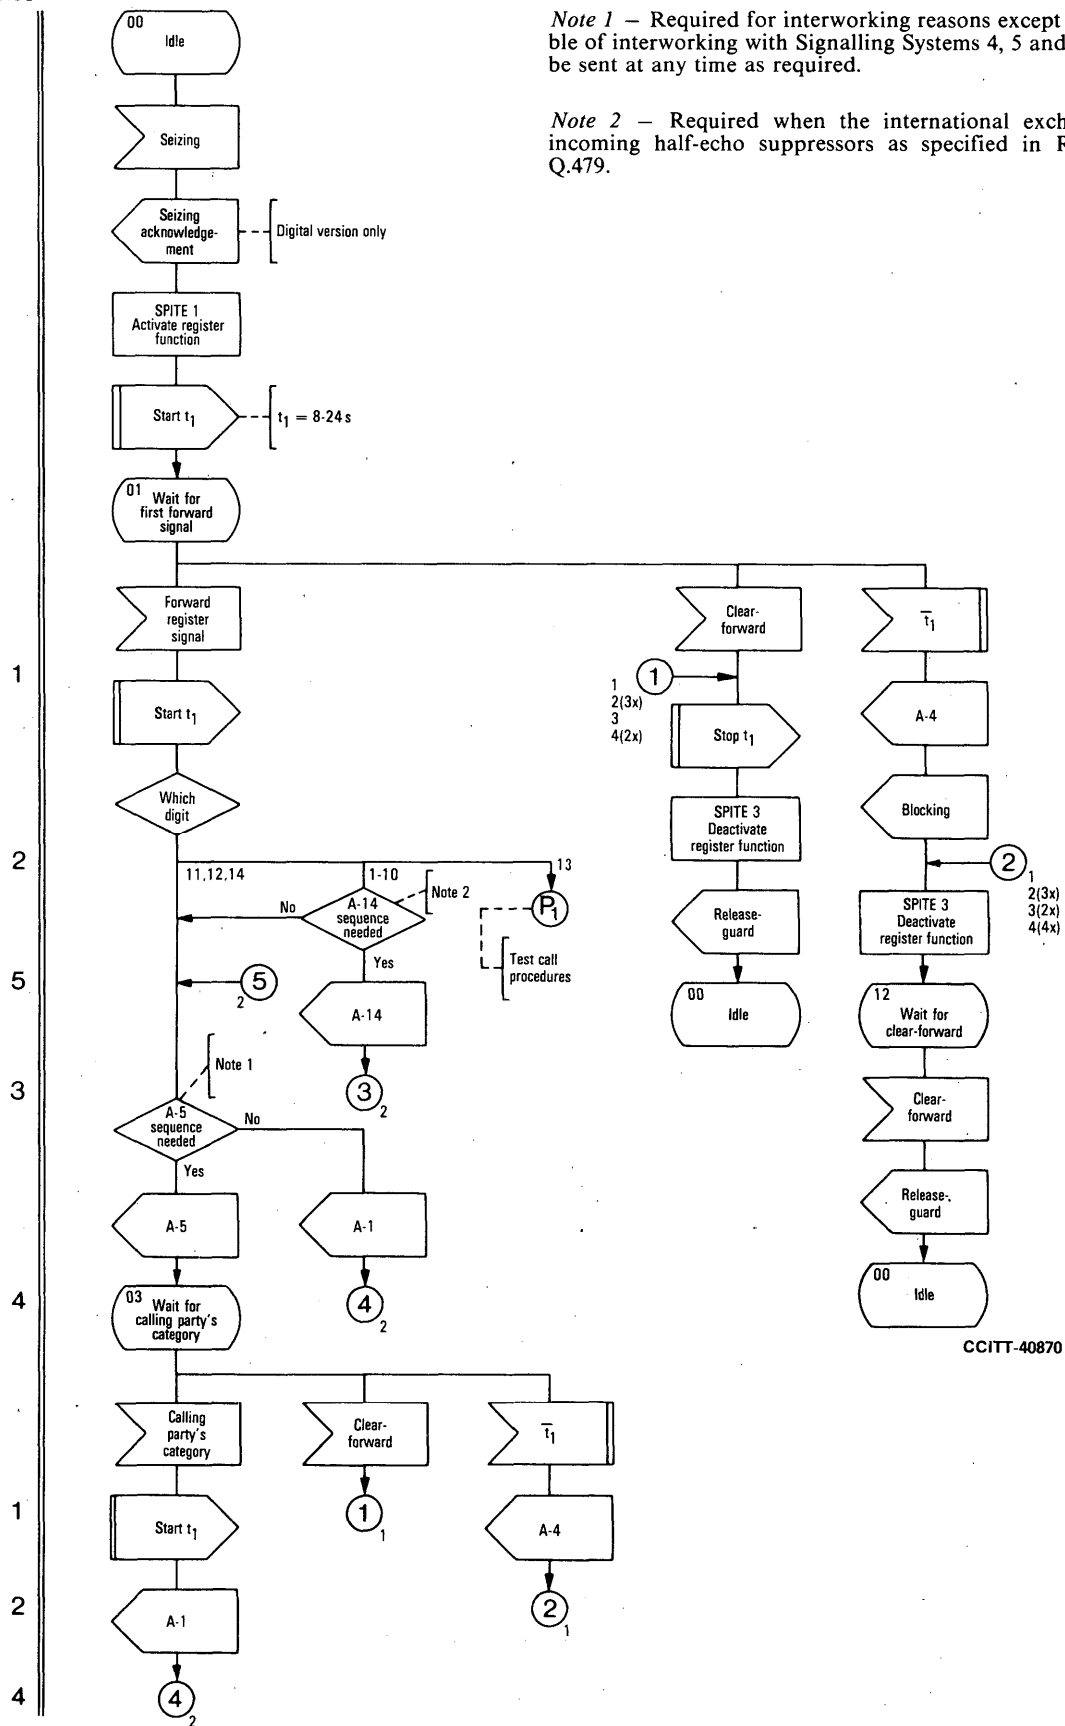 Note 1 — Required for interworking reasons except
ble of interworking with Signalling Systems 4, 5 and
be sent at any time as required.
Note 2 — Required when the international exch
incoming half-echo suppressors as specified in R
Q.479.
00
Idle
Seizing
Seizing
acknowledge-
ment
Digital version only
SPITE 1
Activate register
function
Start t1
t1 = 8-24 s
01
Wait for
first forward
signal
Forward
register
signal
Clear-
forward
t̅1
1
Start t1
1
1
2(3x)
3
4(2x)
Stop t1
A-4
Which
digit
SPITE 3
Deactivate
register function
Blocking
2
11,12,14
1-10
13
2
1
2(3x)
3(2x)
4(4x)
A-14
sequence
needed
No
Yes
Note 2
P1
Test call
procedures
Release-
guard
SPITE 3
Deactivate
register function
5
5
2
A-14
00
Idle
12
Wait for
clear-forward
3
Note 1
3
2
A-5
sequence
needed
No
Yes
Clear-
forward
A-5
A-1
Release-
guard
4
03
Wait for
calling party's
category
4
2
00
Idle
CCITT-40870
Calling
party's
category
Clear-
forward
t̅1
1
Start t1
1
1
A-4
2
A-1
2
1
4
4
2